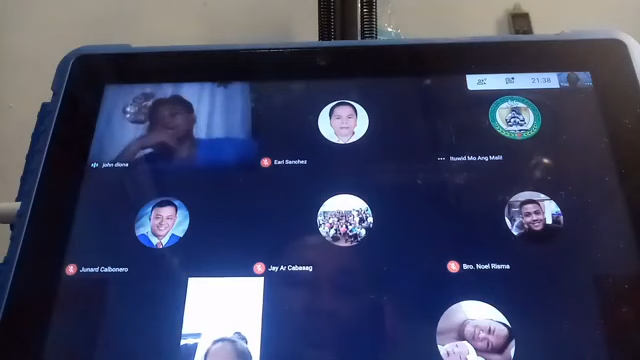 21:38
john diona
Earl Sanchez
Ituwid Mo Ang Mali!
Junard Calbonero
Jay Ar Cabasag
Bro. Noel Risma